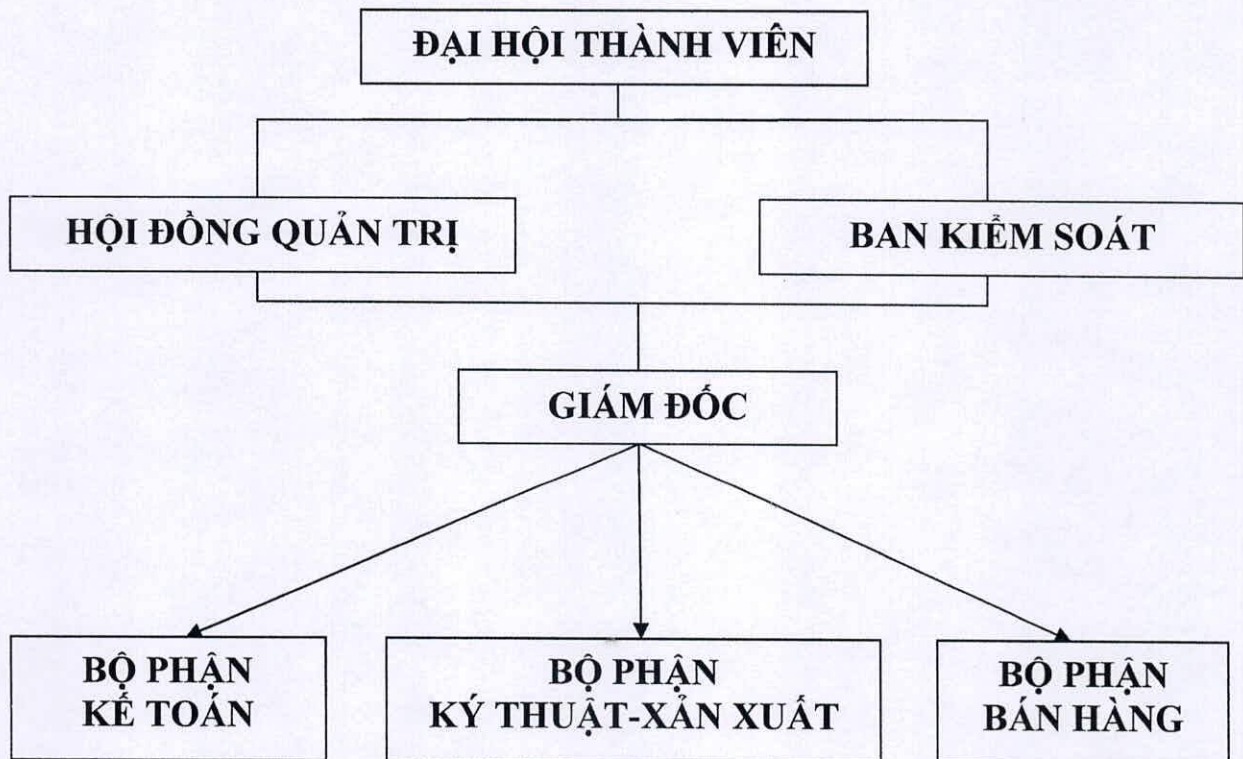 ĐẠI HỘI THÀNH VIÊN
HỘI ĐỒNG QUẢN TRỊ
BAN KIỂM SOÁT
GIÁM ĐỐC
BỘ PHẬN
KẾ TOÁN
BỘ PHẬN
KÝ THUẬT-XẢN XUẤT
BỘ PHẬN
BÁN HÀNG